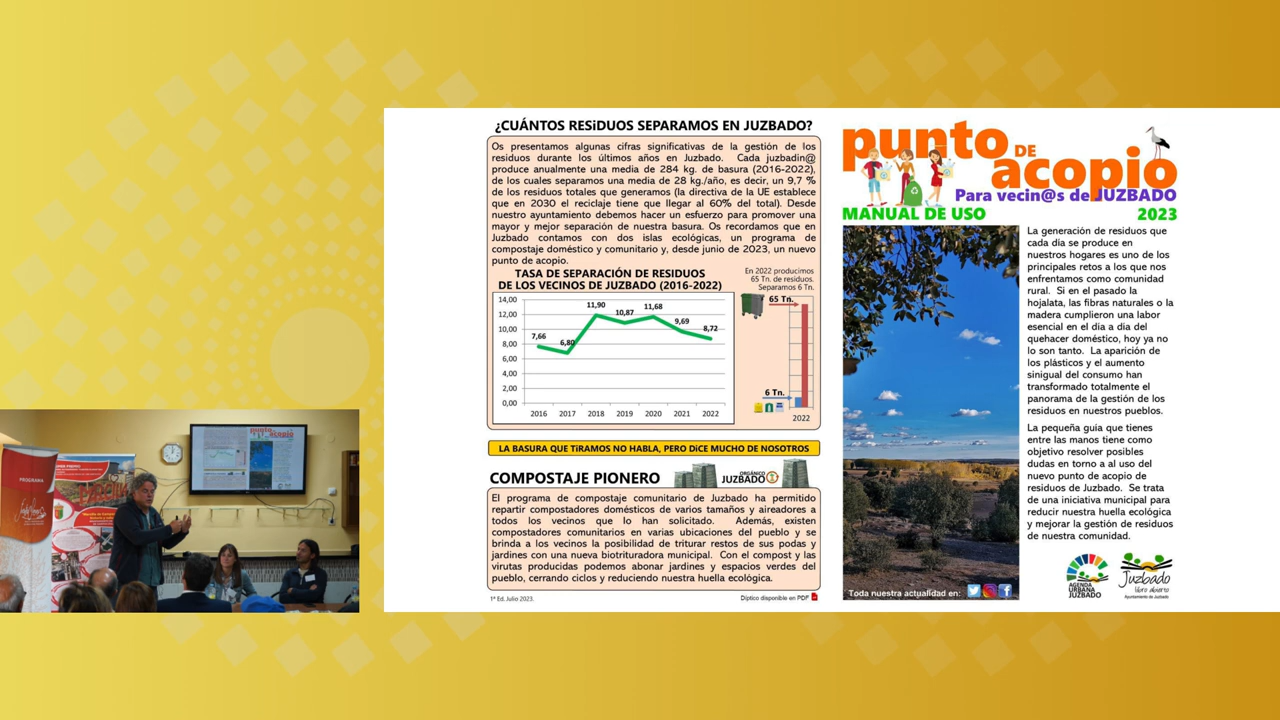 ¿CUÁNTOS RESiDUOS SEPARAMOS EN JUZBADO?
Os presentamos algunas cifras significativas de la gestión de los
residuos durante los últimos años en Juzbado. Cada juzbadin@
produce anualmente una media de 284 kg. de basura (2016-2022),
de los cuales separamos una media de 28 kg./año, es decir, un 9,7 %
de los residuos totales que generamos (la directiva de la UE establece
que en 2030 el reciclaje tiene que llegar al 60% del total). Desde
nuestro ayuntamiento debemos hacer un esfuerzo para promover una
mayor y mejor separación de nuestra basura. Os recordamos que en
Juzbado contamos con dos islas ecológicas, un programa de
compostaje doméstico y comunitario y, desde junio de 2023, un nuevo
punto de acopio.
TASA DE SEPARACIÓN DE RESIDUOS
DE LOS VECINOS DE JUZBADO (2016-2022)
14,00
12,00
10,00
8,00
6,00
4,00
2,00
0,00
7,66
6,80
11,90
10,87
11,68
9,69
8,72
2016 2017 2018 2019 2020 2021 2022
En 2022 producimos
65 Tn. de residuos.
Separamos 6 Tn.
65 Tn.
6 Tn.
2022
LA BASURA QUE TiRAMOS NO HABLA, PERO DiCE MUCHO DE NOSOTROS
COMPOSTAJE PIONERO
ORGÁNICO
JUZBADO
El programa de compostaje comunitario de Juzbado ha permitido
repartir compostadores domésticos de varios tamaños y aireadores a
todos los vecinos que lo han solicitado. Además, existen
compostadores comunitarios en varias ubicaciones del pueblo y se
brinda a los vecinos la posibilidad de triturar restos de sus podas y
jardines con una nueva biotrituradora municipal. Con el compost y las
virutas producidas podemos abonar jardines y espacios verdes del
pueblo, cerrando ciclos y reduciendo nuestra huella ecológica.
1ª Ed. Julio 2023.
Díptico disponible en PDF
punto DE
acopio
Para vecin@s de JUZBADO
MANUAL DE USO 2023
La generación de residuos que
cada día se produce en
nuestros hogares es uno de los
principales retos a los que nos
enfrentamos como comunidad
rural. Si en el pasado la
hojalata, las fibras naturales o la
madera cumplieron una labor
esencial en el día a día del
quehacer doméstico, hoy ya no
lo son tanto. La aparición de
los plásticos y el aumento
sinigual del consumo han
transformado totalmente el
panorama de la gestión de los
residuos en nuestros pueblos.
La pequeña guía que tienes
entre las manos tiene como
objetivo resolver posibles
dudas en torno a al uso del
nuevo punto de acopio de
residuos de Juzbado. Se trata
de una iniciativa municipal para
reducir nuestra huella ecológica
y mejorar la gestión de residuos
de nuestra comunidad.
Toda nuestra actualidad en:
AGENDA
URBANA
JUZBADO
Juzbado
libro abierto
Ayuntamiento de Juzbado
PROGRAMA
punto DE
acopio